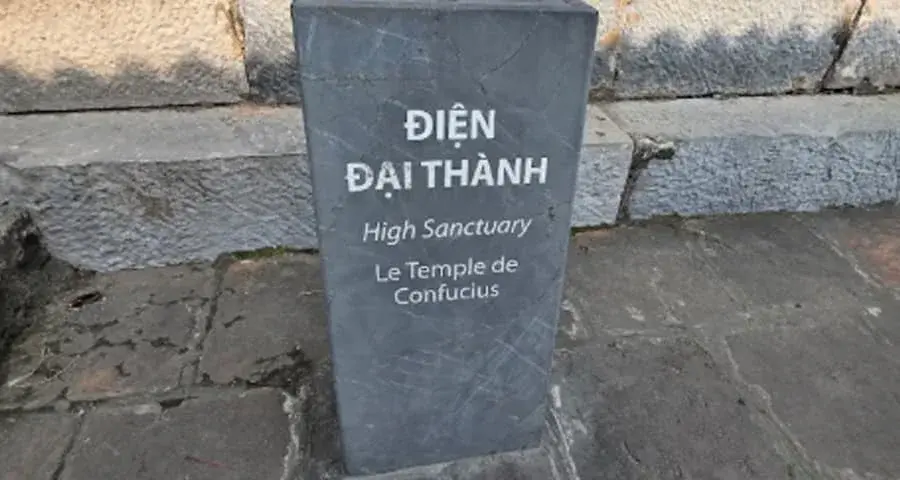 ĐIỆN
ĐẠI THÀNH
High Sanctuary
Le Temple de
Confucius